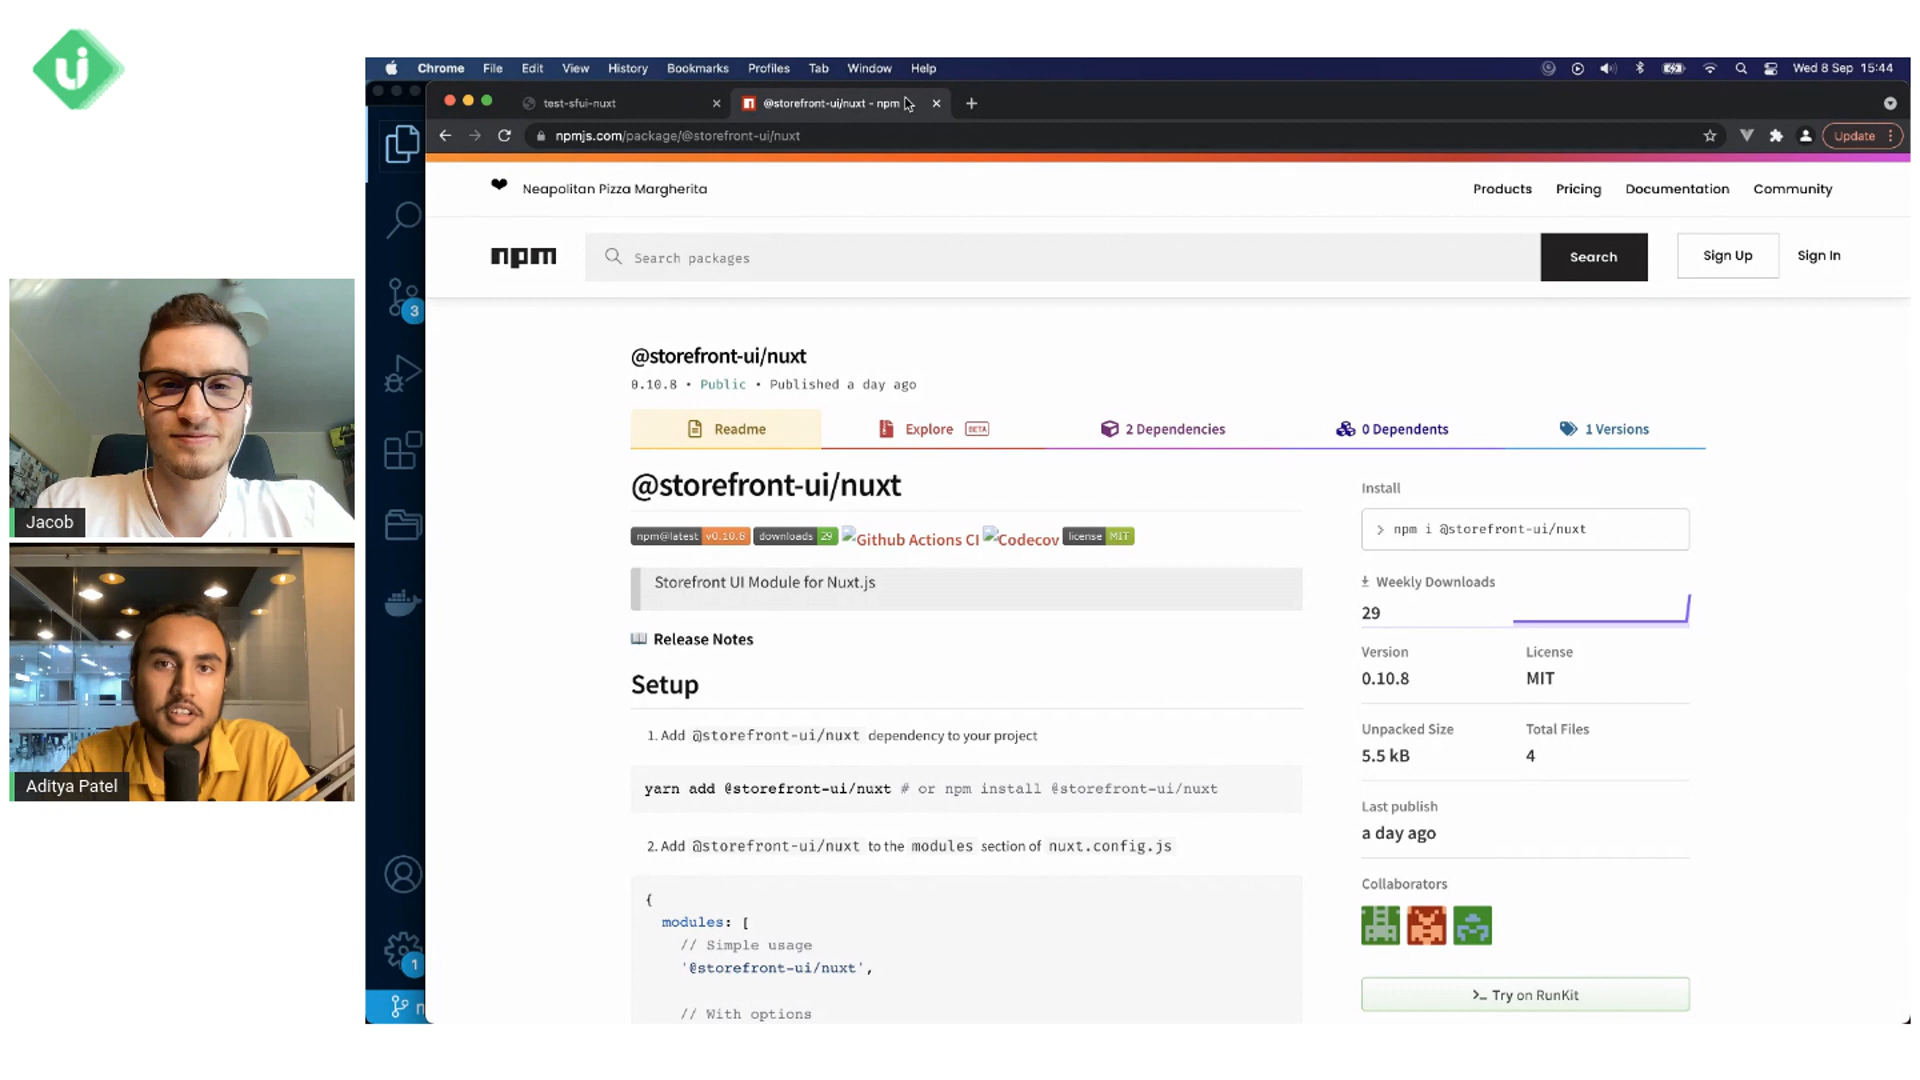 Chrome File Edit View History Bookmarks Profiles Tab Window Help Wed 8 Sep 15:44
test-sfui-nuxt @storefront-ui/nuxt - npm
npmjs.com/package/@storefront-ui/nuxt Update
Neapolitan Pizza Margherita Products Pricing Documentation Community
npm Search packages Search Sign Up Sign In
3
@storefront-ui/nuxt
0.10.8 • Public • Published a day ago
Readme Explore BETA 2 Dependencies 0 Dependents 1 Versions
@storefront-ui/nuxt
npm@latest v0.10.8 downloads 29 Github Actions CI Codecov license MIT
Storefront UI Module for Nuxt.js
Release Notes
Setup
1. Add @storefront-ui/nuxt dependency to your project
yarn add @storefront-ui/nuxt # or npm install @storefront-ui/nuxt
2. Add @storefront-ui/nuxt to the modules section of nuxt.config.js
{
modules: [
// Simple usage
'@storefront-ui/nuxt',
// With options
Install
> npm i @storefront-ui/nuxt
Weekly Downloads
29
Version License
0.10.8 MIT
Unpacked Size Total Files
5.5 kB 4
Last publish
a day ago
Collaborators
>_ Try on RunKit
Jacob
Aditya Patel
1
n
ui